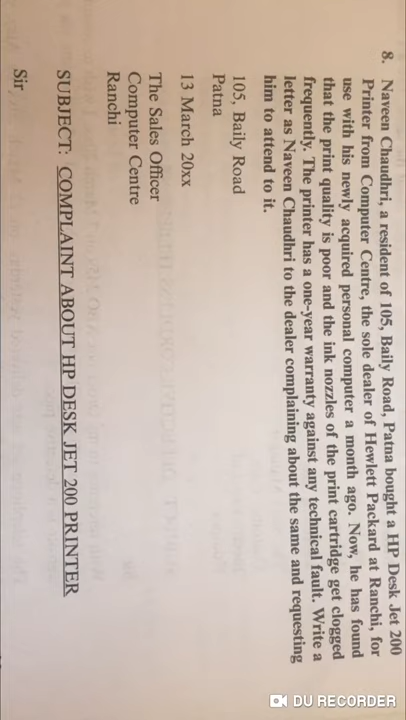 8. Naveen Chaudhri, a resident of 105, Baily Road, Patna bought a HP Desk Jet 200
Printer from Computer Centre, the sole dealer of Hewlett Packard at Ranchi, for
use with his newly acquired personal computer a month ago. Now, he has found
that the print quality is poor and the ink nozzles of the print cartridge get clogged
frequently. The printer has a one-year warranty against any technical fault. Write a
letter as Naveen Chaudhri to the dealer complaining about the same and requesting
him to attend to it.
105, Baily Road
Patna
13 March 20xx
The Sales Officer
Computer Centre
Ranchi
SUBJECT: COMPLAINT ABOUT HP DESK JET 200 PRINTER
Sir
DU RECORDER